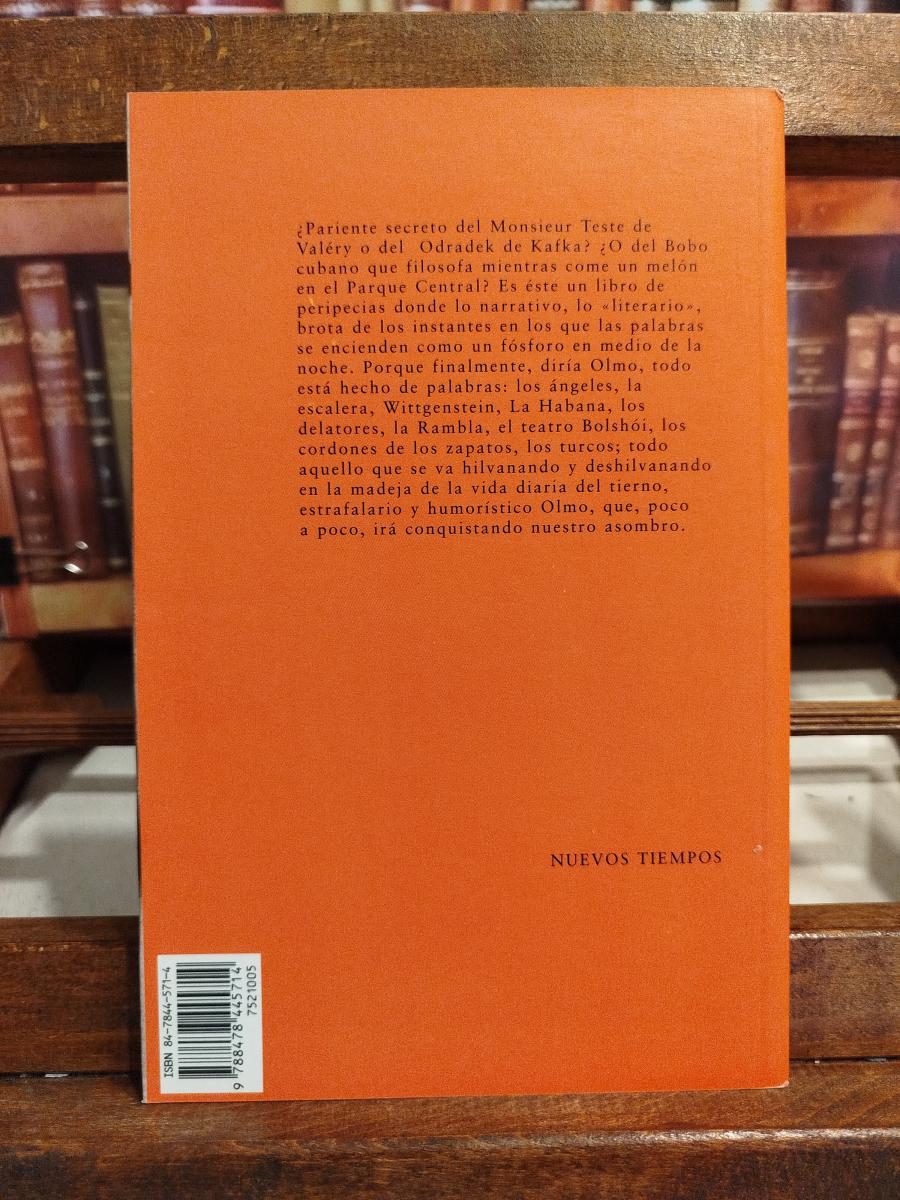 ¿Pariente secreto del Monsieur Teste de
Valéry o del Odradek de Kafka? ¿O del Bobo
cubano que filosofa mientras come un melón
en el Parque Central? Es éste un libro de
peripecias donde lo narrativo, lo «literario»,
brota de los instantes en los que las palabras
se encienden como un fósforo en medio de la
noche. Porque finalmente, diría Olmo, todo
está hecho de palabras: los ángeles, la
escalera, Wittgenstein, La Habana, los
delatores, la Rambla, el teatro Bolshói, los
cordones de los zapatos, los turcos; todo
aquello que se va hilvanando y deshilvanando
en la madeja de la vida diaria del tierno,
estrafalario y humorístico Olmo, que, poco
a poco, irá conquistando nuestro asombro.
NUEVOS TIEMPOS
ISBN 84-7844-571-4
9 788478 445714
7521005